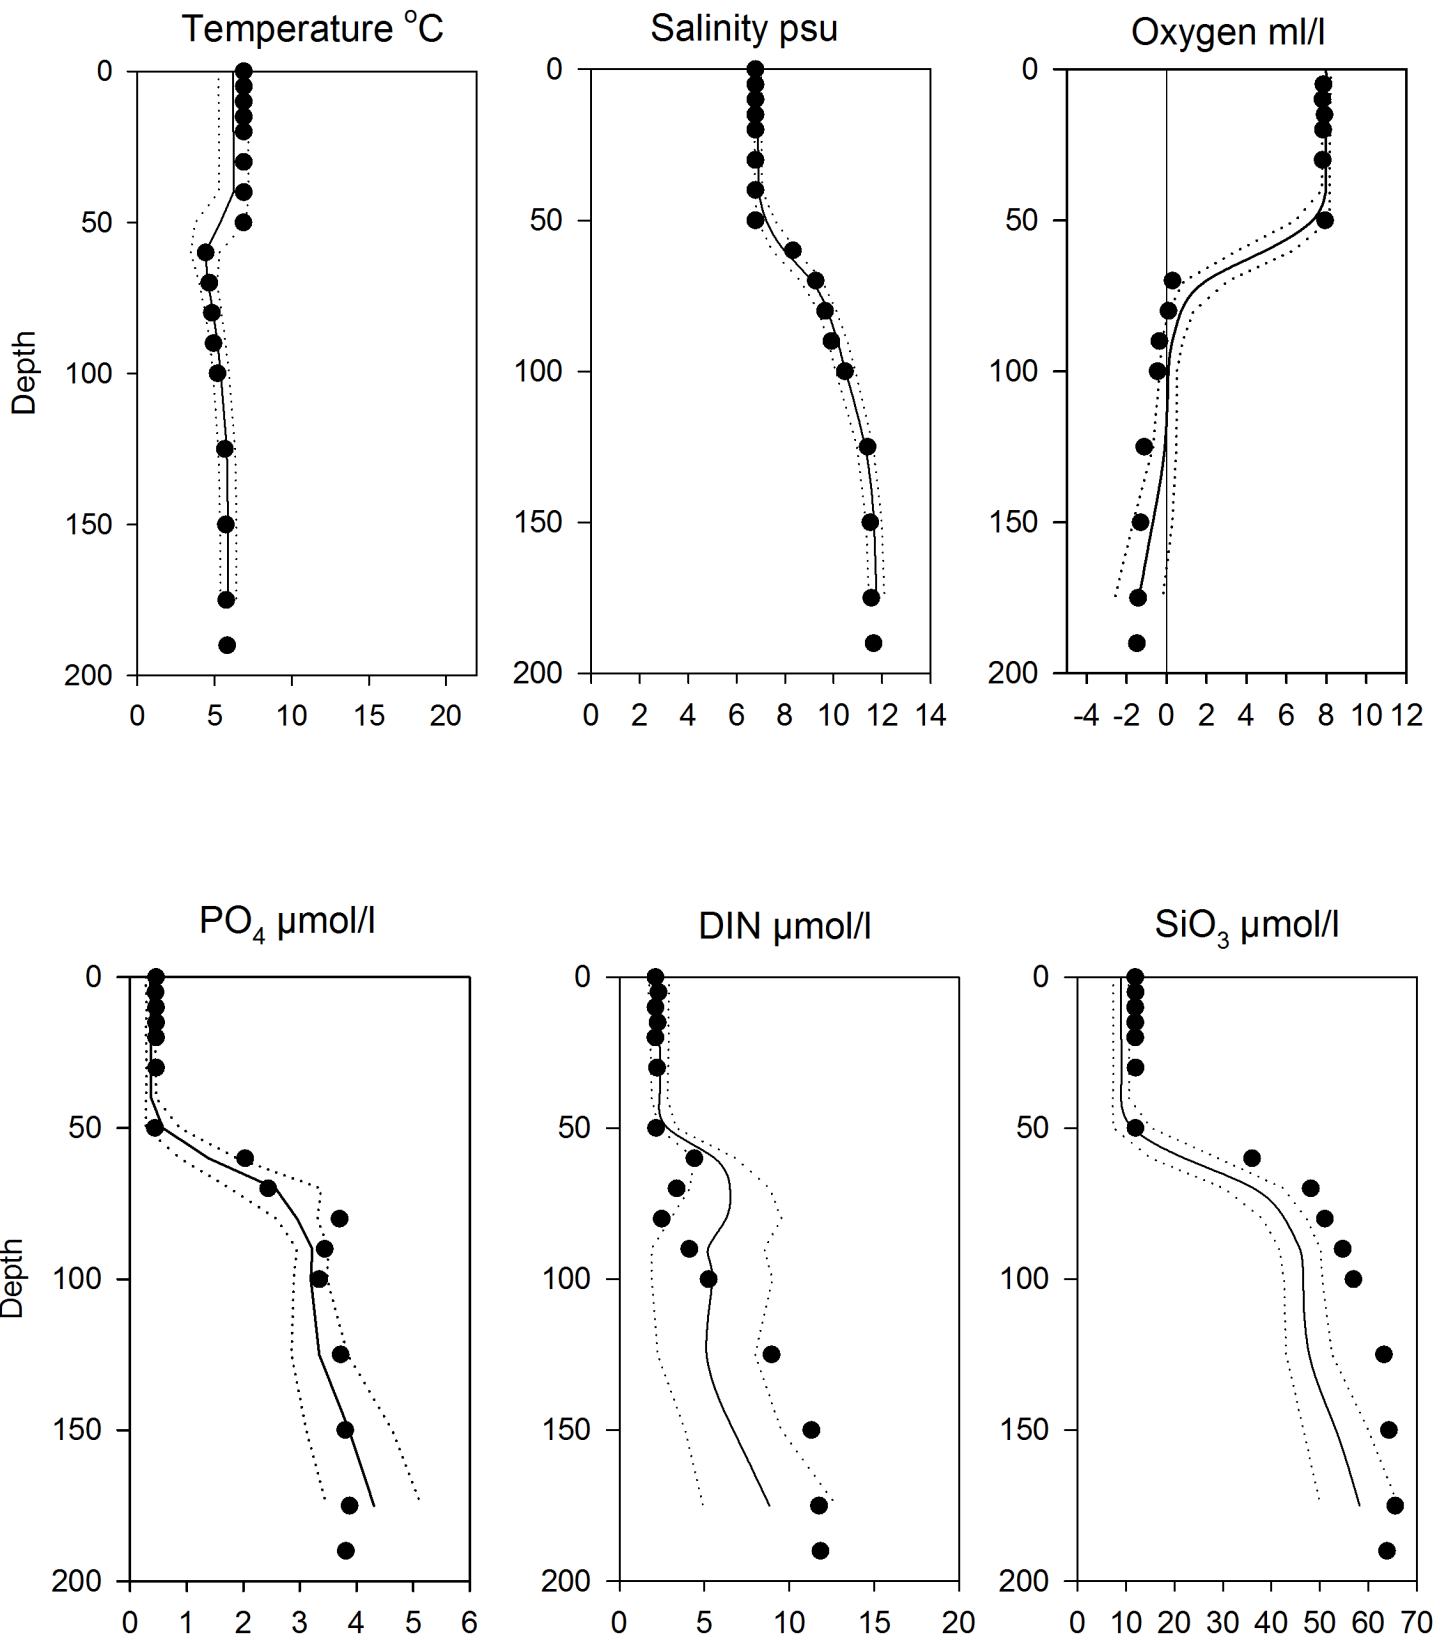 Temperature °C
Salinity psu
Oxygen ml/l
0
50
100
150
200
Depth
0 5 10 15 20
0
50
100
150
200
0 2 4 6 8 10 12 14
0
50
100
150
200
-4 -2 0 2 4 6 8 10 12
PO4 µmol/l
DIN µmol/l
SiO3 µmol/l
0
50
100
150
200
Depth
0 1 2 3 4 5 6
0
50
100
150
200
0 5 10 15 20
0
50
100
150
200
0 10 20 30 40 50 60 70